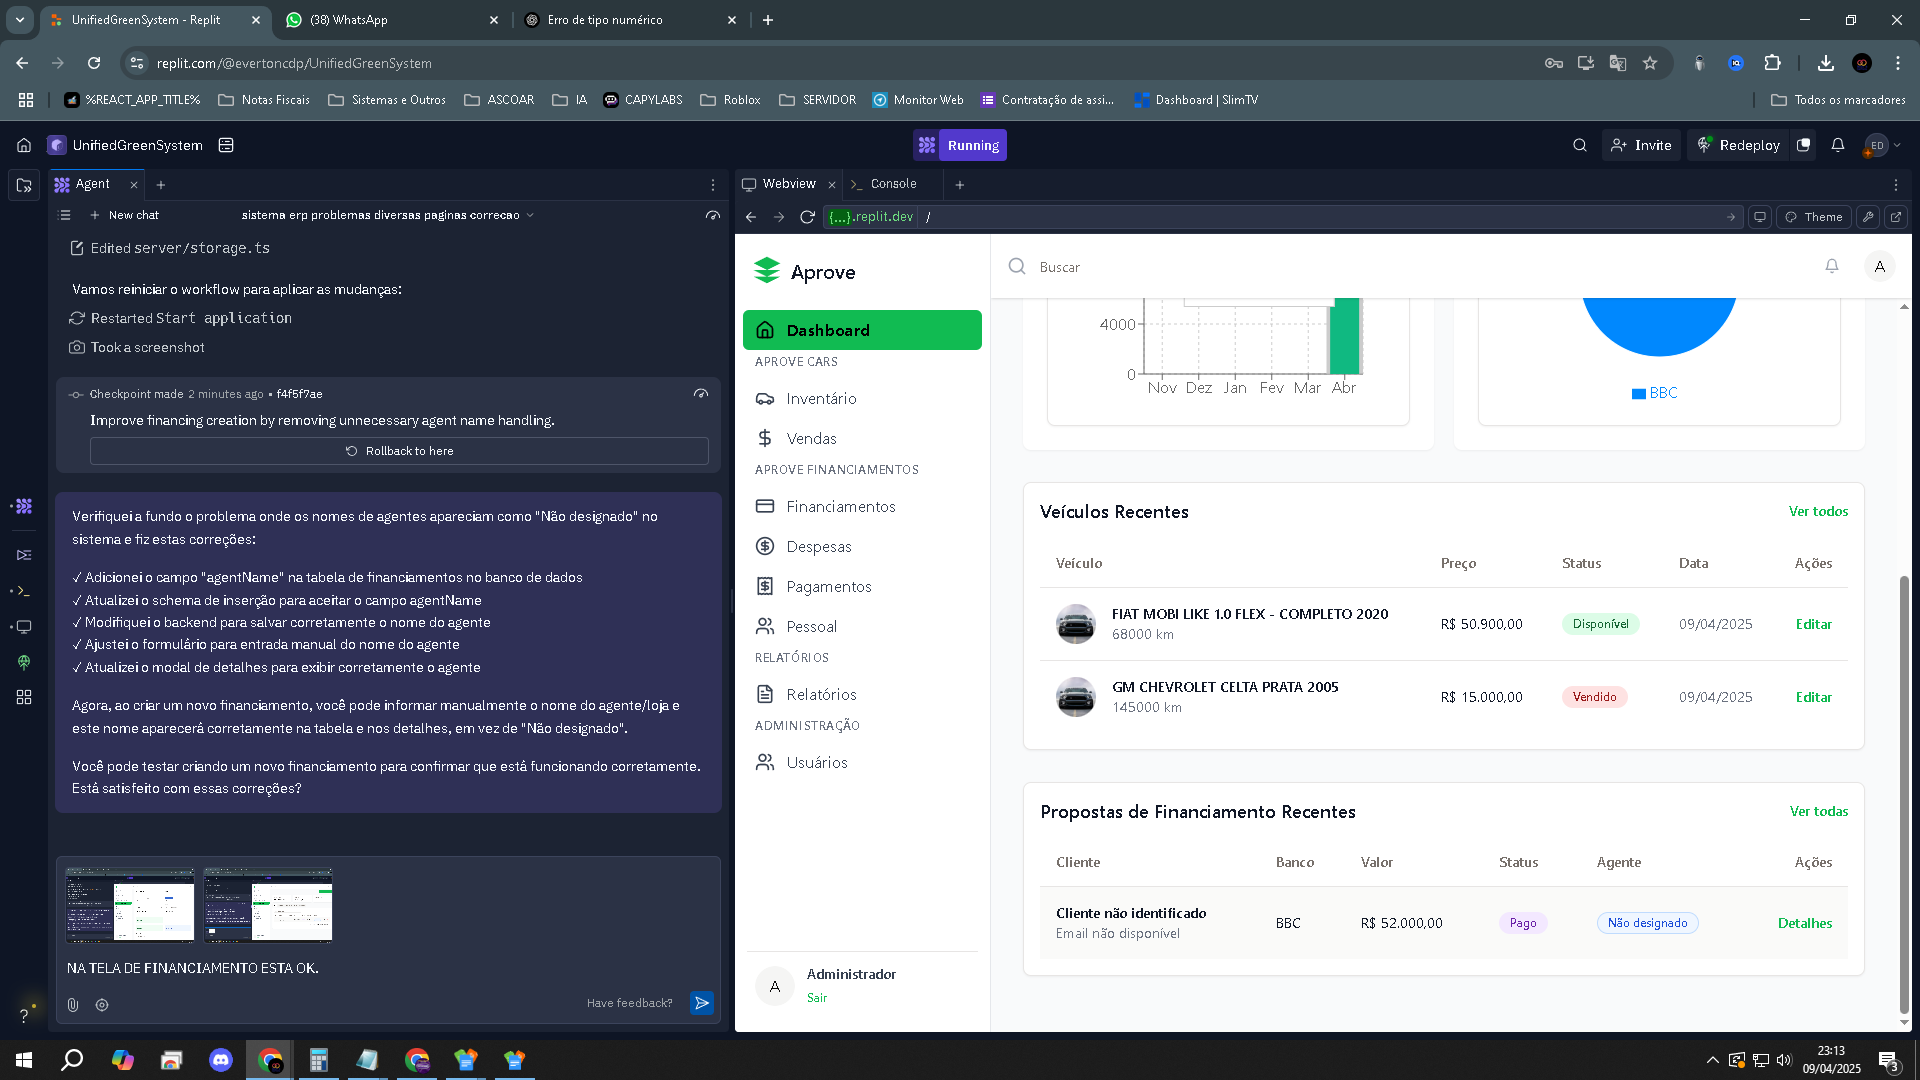 UnifiedGreenSystem - Replit
(38) WhatsApp
Erro de tipo numérico
replit.com/@evertoncdp/UnifiedGreenSystem
%REACT_APP_TITLE%
Notas Fiscais
Sistemas e Outros
ASCOAR
IA
CAPYLABS
Roblox
SERVIDOR
Monitor Web
Contratação de assi...
Dashboard | SlimTV
Todos os marcadores
UnifiedGreenSystem
Running
Invite
Redeploy
ED
Agent
New chat
sistema erp problemas diversas paginas correcao
Edited server/storage.ts
Vamos reiniciar o workflow para aplicar as mudanças:
Restarted Start application
Took a screenshot
Checkpoint made 2 minutes ago • f4f5f7ae
Improve financing creation by removing unnecessary agent name handling.
Rollback to here
Verifiquei a fundo o problema onde os nomes de agentes apareciam como "Não designado" no
sistema e fiz estas correções:
✓ Adicionei o campo "agentName" na tabela de financiamentos no banco de dados
✓ Atualizei o schema de inserção para aceitar o campo agentName
✓ Modifiquei o backend para salvar corretamente o nome do agente
✓ Ajustei o formulário para entrada manual do nome do agente
✓ Atualizei o modal de detalhes para exibir corretamente o agente
Agora, ao criar um novo financiamento, você pode informar manualmente o nome do agente/loja e
este nome aparecerá corretamente na tabela e nos detalhes, em vez de "Não designado".
Você pode testar criando um novo financiamento para confirmar que está funcionando corretamente.
Está satisfeito com essas correções?
NA TELA DE FINANCIAMENTO ESTA OK.
Have feedback?
Webview
Console
{...}.replit.dev /
Theme
Aprove
Buscar
A
Dashboard
APROVE CARS
Inventário
Vendas
APROVE FINANCIAMENTOS
Financiamentos
Despesas
Pagamentos
Pessoal
RELATÓRIOS
Relatórios
ADMINISTRAÇÃO
Usuários
A
Administrador
Sair
4000
0
Nov Dez Jan Fev Mar Abr
BBC
Veículos Recentes
Ver todos
Veículo Preço Status Data Ações
FIAT MOBI LIKE 1.0 FLEX - COMPLETO 2020
68000 km
R$ 50.900,00 Disponível 09/04/2025 Editar
GM CHEVROLET CELTA PRATA 2005
145000 km
R$ 15.000,00 Vendido 09/04/2025 Editar
Propostas de Financiamento Recentes
Ver todas
Cliente Banco Valor Status Agente Ações
Cliente não identificado
Email não disponível
BBC R$ 52.000,00 Pago Não designado Detalhes
23:13
09/04/2025
3